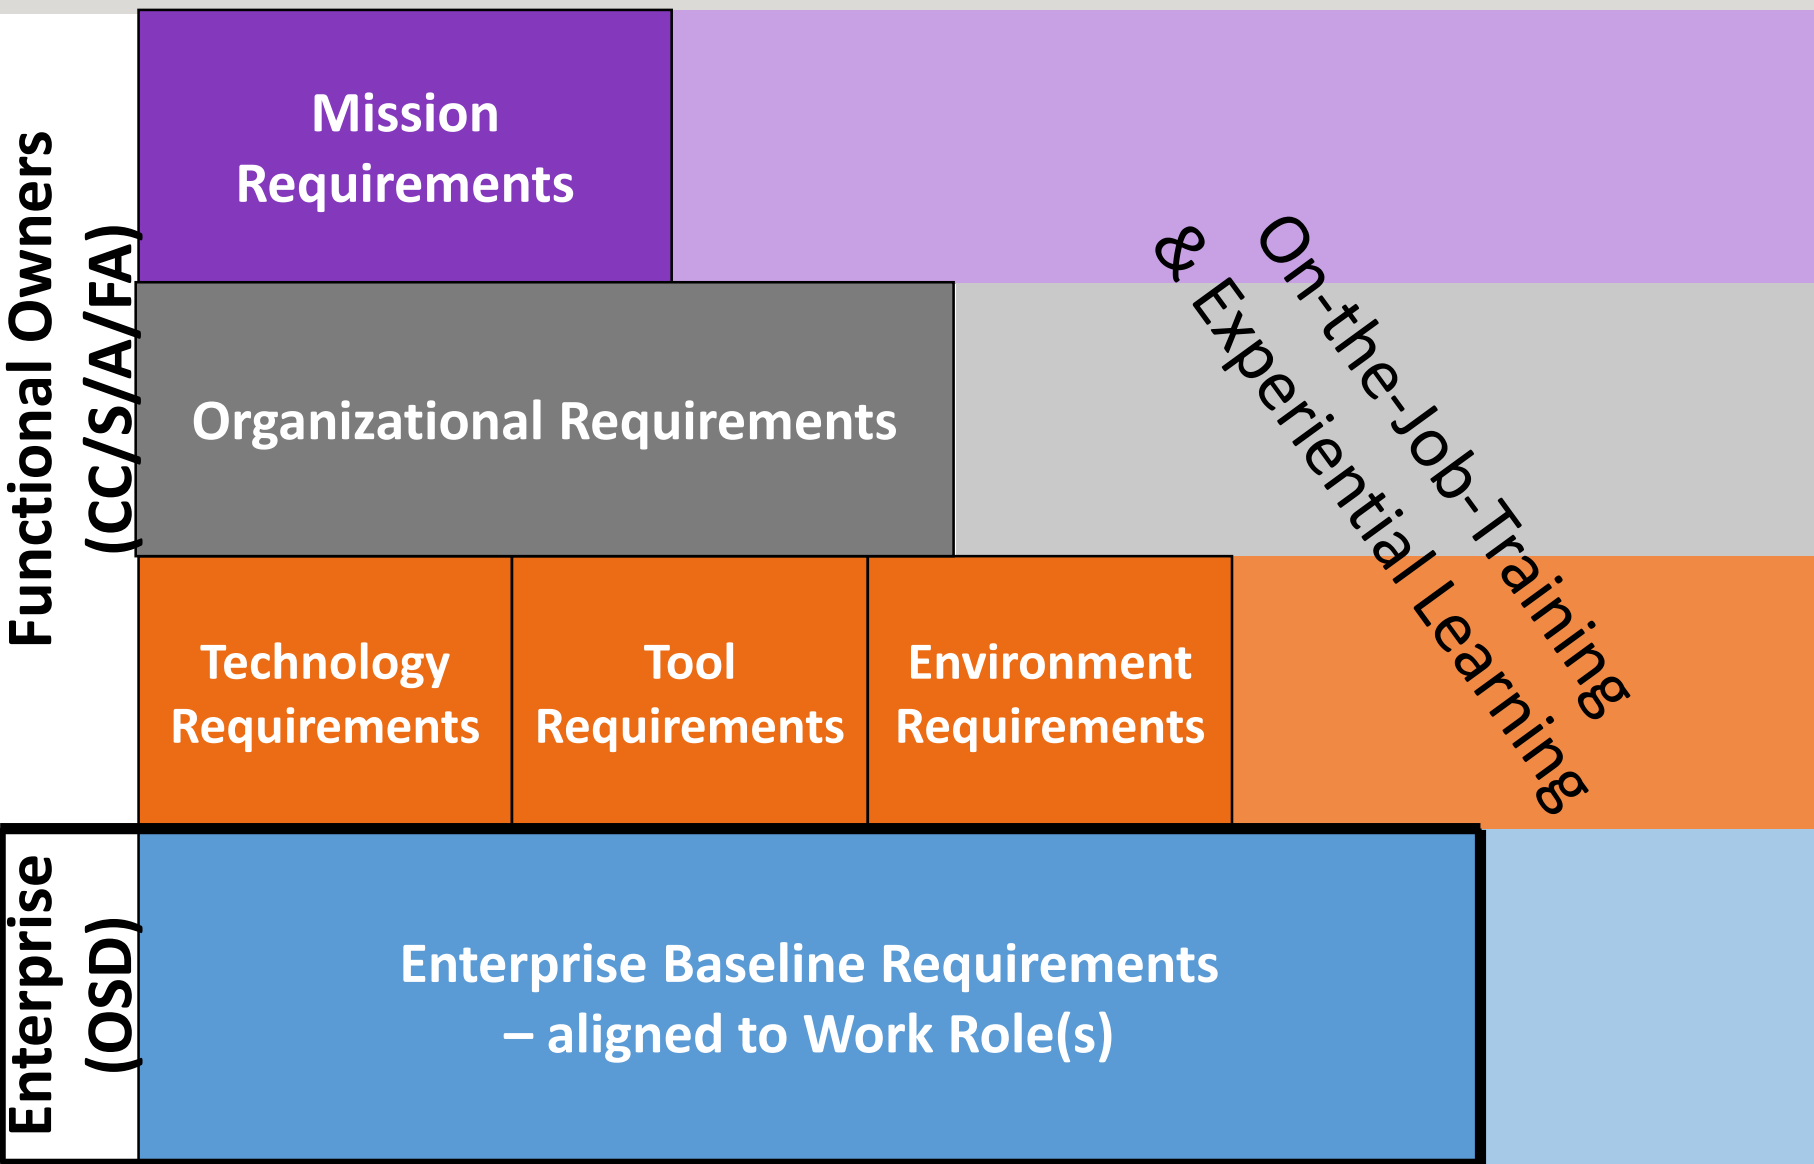 Functional Owners
(CC/S/A/FA)
Mission
Requirements
Organizational Requirements
Technology
Requirements
Tool
Requirements
Environment
Requirements
On-the-Job-Training
& Experiential Learning
Enterprise
(OSD)
Enterprise Baseline Requirements
– aligned to Work Role(s)